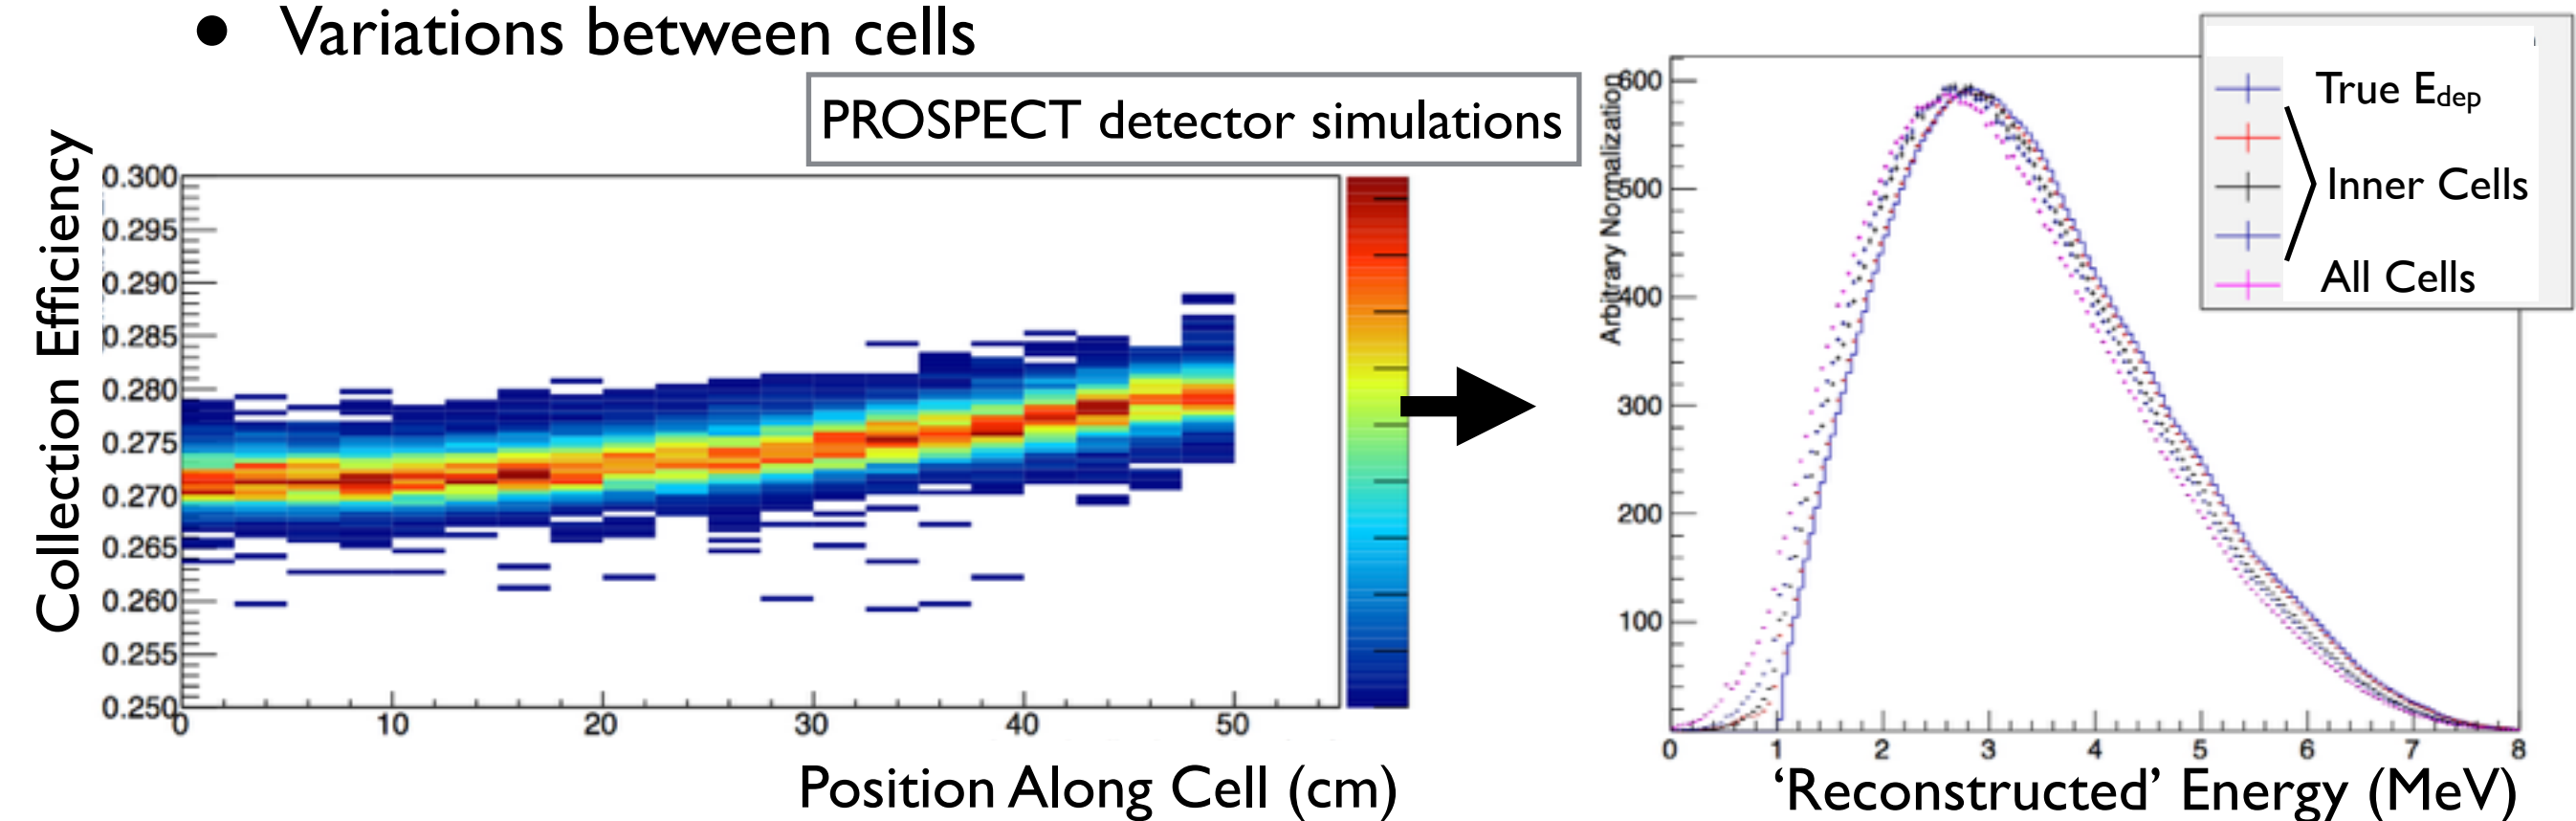 • Variations between cells
PROSPECT detector simulations
Collection Efficiency
0.300
0.295
0.290
0.285
0.280
0.275
0.270
0.265
0.260
0.255
0.250
0 10 20 30 40 50
Position Along Cell (cm)
Arbitrary Normalization
600
500
400
300
200
100
0 1 2 3 4 5 6 7 8
‘Reconstructed’ Energy (MeV)
True Edep
Inner Cells
All Cells